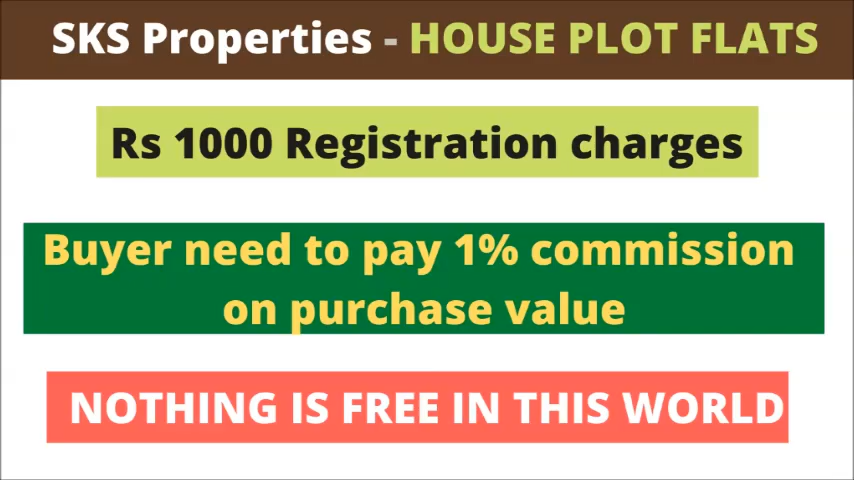 SKS Properties - HOUSE PLOT FLATS
Rs 1000 Registration charges
Buyer need to pay 1% commission
on purchase value
NOTHING IS FREE IN THIS WORLD